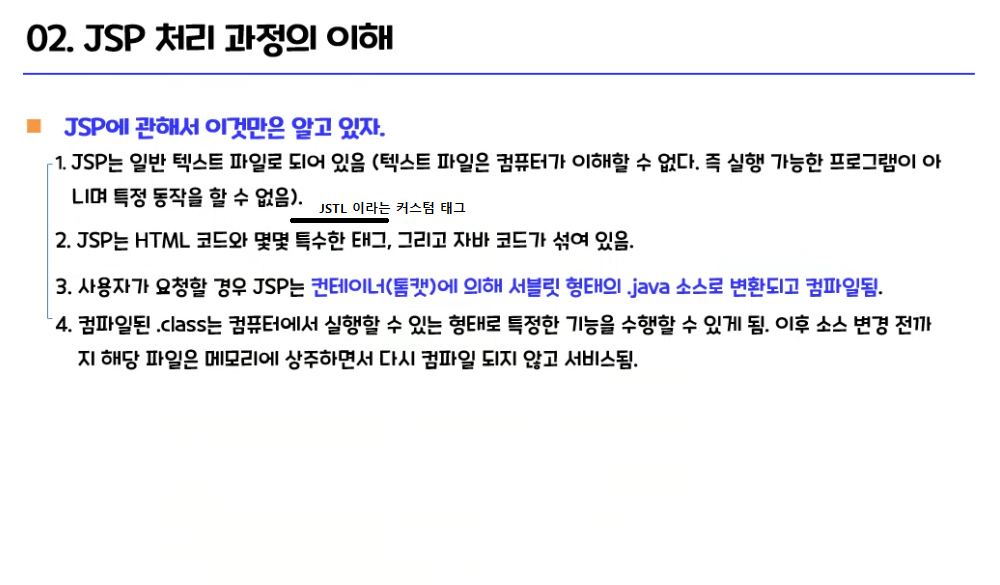 02. JSP 처리 과정의 이해
JSP에 관해서 이것만은 알고 있자.
1. JSP는 일반 텍스트 파일로 되어 있음 (텍스트 파일은 컴퓨터가 이해할 수 없다. 즉 실행 가능한 프로그램이 아
니며 특정 동작을 할 수 없음).
JSTL 이라는 커스텀 태그
2. JSP는 HTML 코드와 몇몇 특수한 태그, 그리고 자바 코드가 섞여 있음.
3. 사용자가 요청할 경우 JSP는 컨테이너(톰캣)에 의해 서블릿 형태의 .java 소스로 변환되고 컴파일됨.
4. 컴파일된 .class는 컴퓨터에서 실행할 수 있는 형태로 특정한 기능을 수행할 수 있게 됨. 이후 소스 변경 전까
지 해당 파일은 메모리에 상주하면서 다시 컴파일 되지 않고 서비스됨.